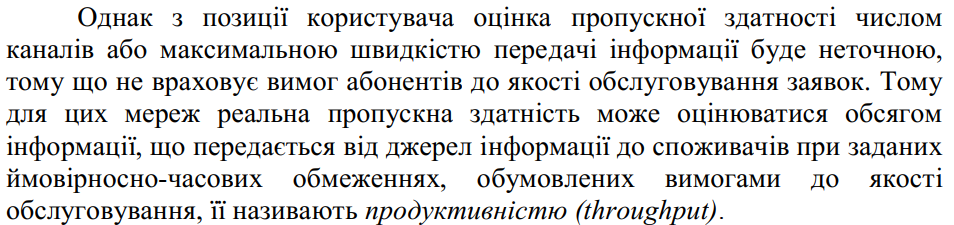 Однак з позиції користувача оцінка пропускної здатності числом
каналів або максимальною швидкістю передачі інформації буде неточною,
тому що не враховує вимог абонентів до якості обслуговування заявок. Тому
для цих мереж реальна пропускна здатність може оцінюватися обсягом
інформації, що передається від джерел інформації до споживачів при заданих
ймовірносно-часових обмеженнях, обумовлених вимогами до якості
обслуговування, її називають продуктивністю (throughput).